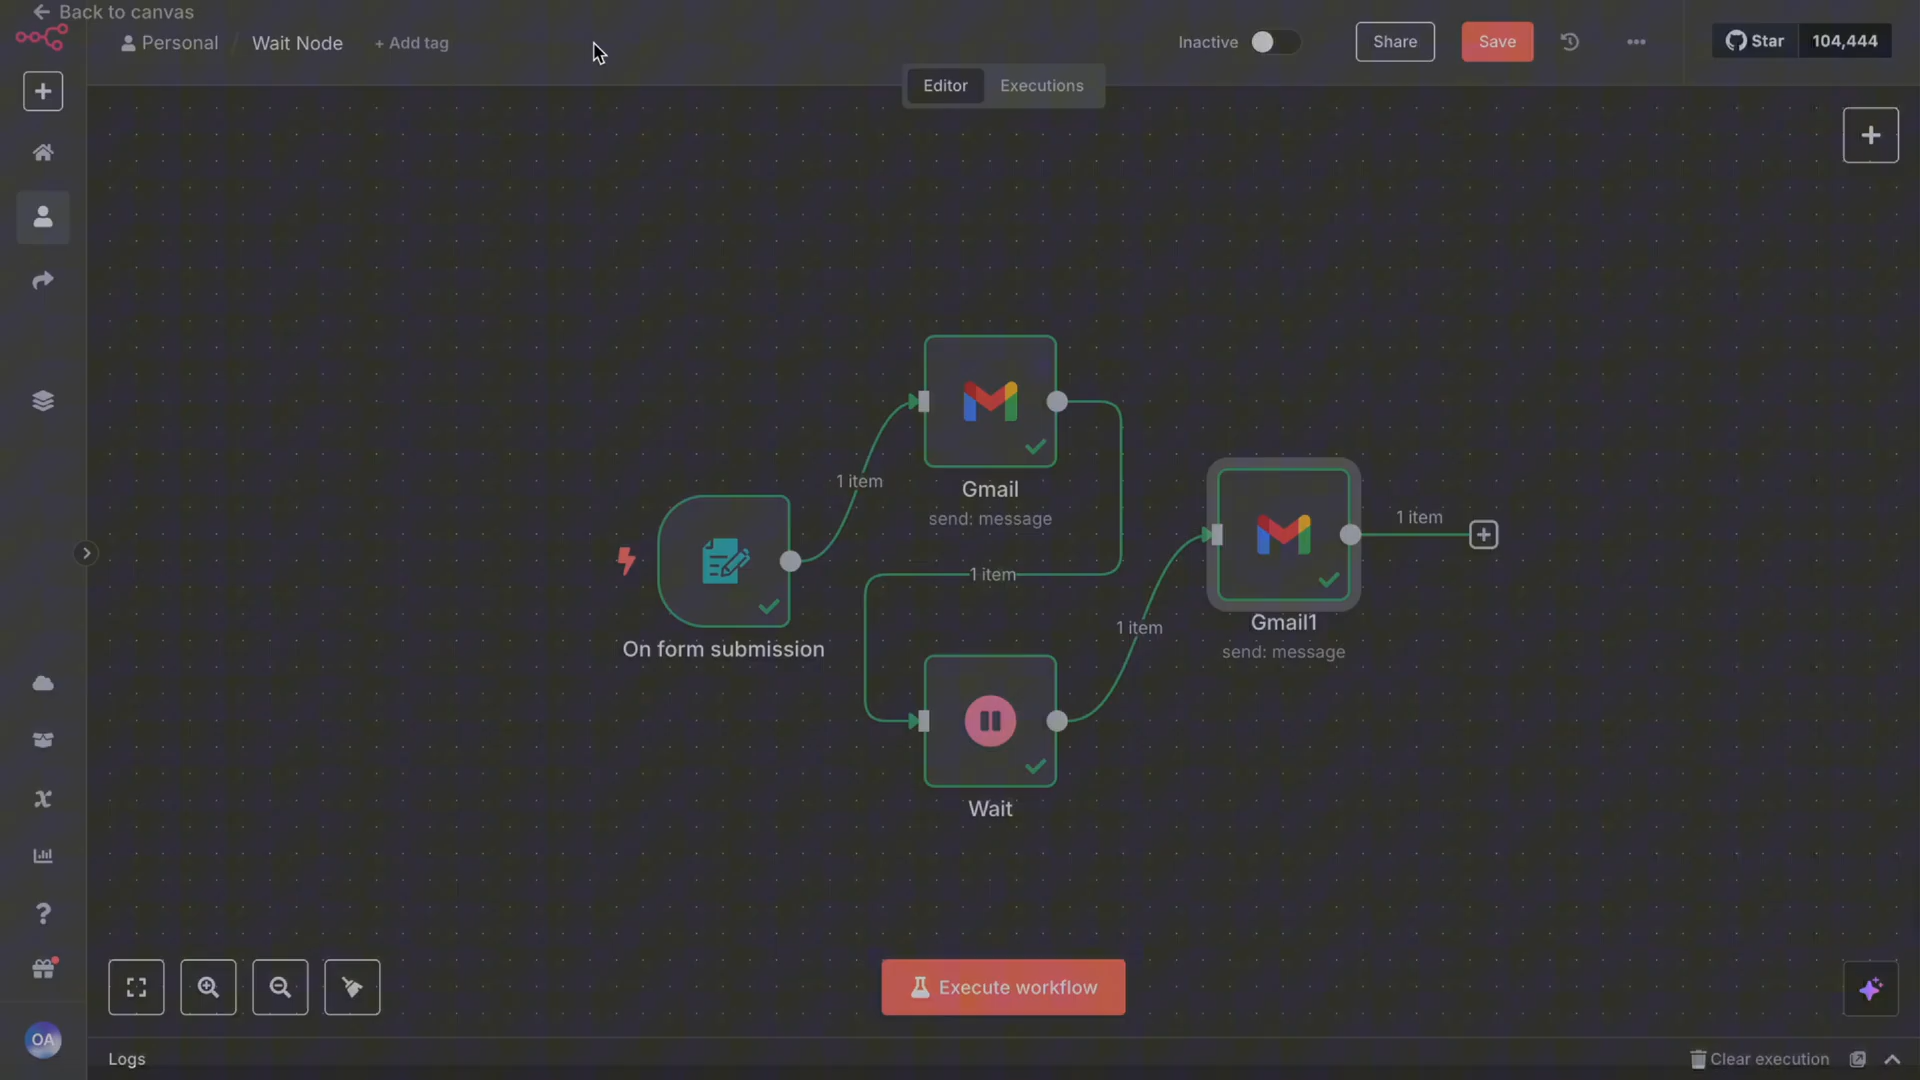 Back to canvas
Personal / Wait Node + Add tag
Inactive
Share
Save
Star 104,444
Editor Executions
1 item
Gmail
send: message
1 item
On form submission
1 item
Wait
1 item
Gmail1
send: message
Execute workflow
OA
Logs
Clear execution